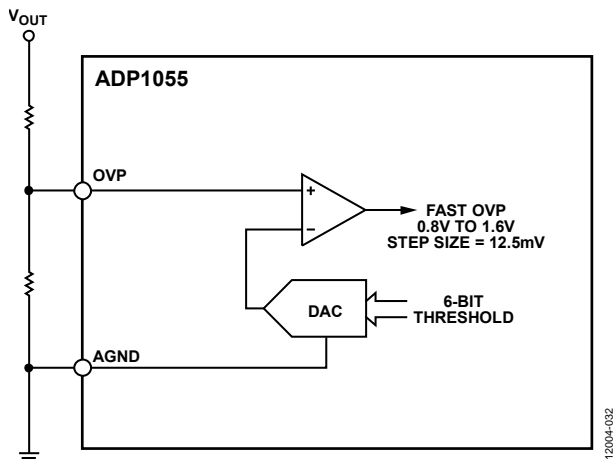 VOUT
ADP1055
OVP
+
–
FAST OVP
0.8V TO 1.6V
STEP SIZE = 12.5mV
DAC
6-BIT
THRESHOLD
AGND
12004-032